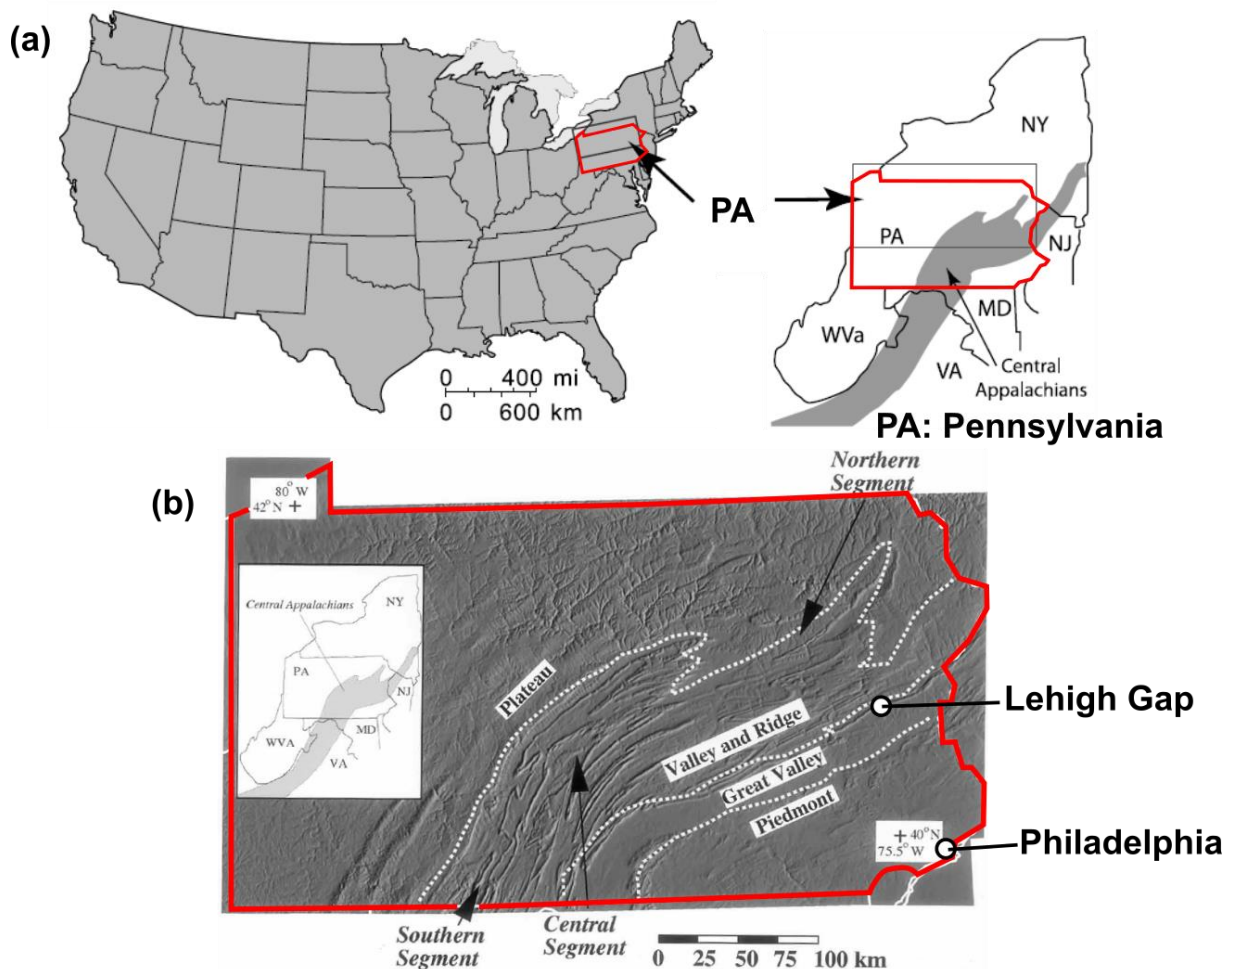 (a)
0 400 mi
0 600 km
PA
NY
PA
NJ
MD
WVa
VA
Central
Appalachians
PA: Pennsylvania
(b)
Northern
Segment
80° W
42° N +
Central Appalachians
NY
PA
NJ
MD
WVA
VA
Plateau
Valley and Ridge
Great Valley
Piedmont
Lehigh Gap
+ 40° N
75.5° W
Philadelphia
Southern
Segment
Central
Segment
0 25 50 75 100 km